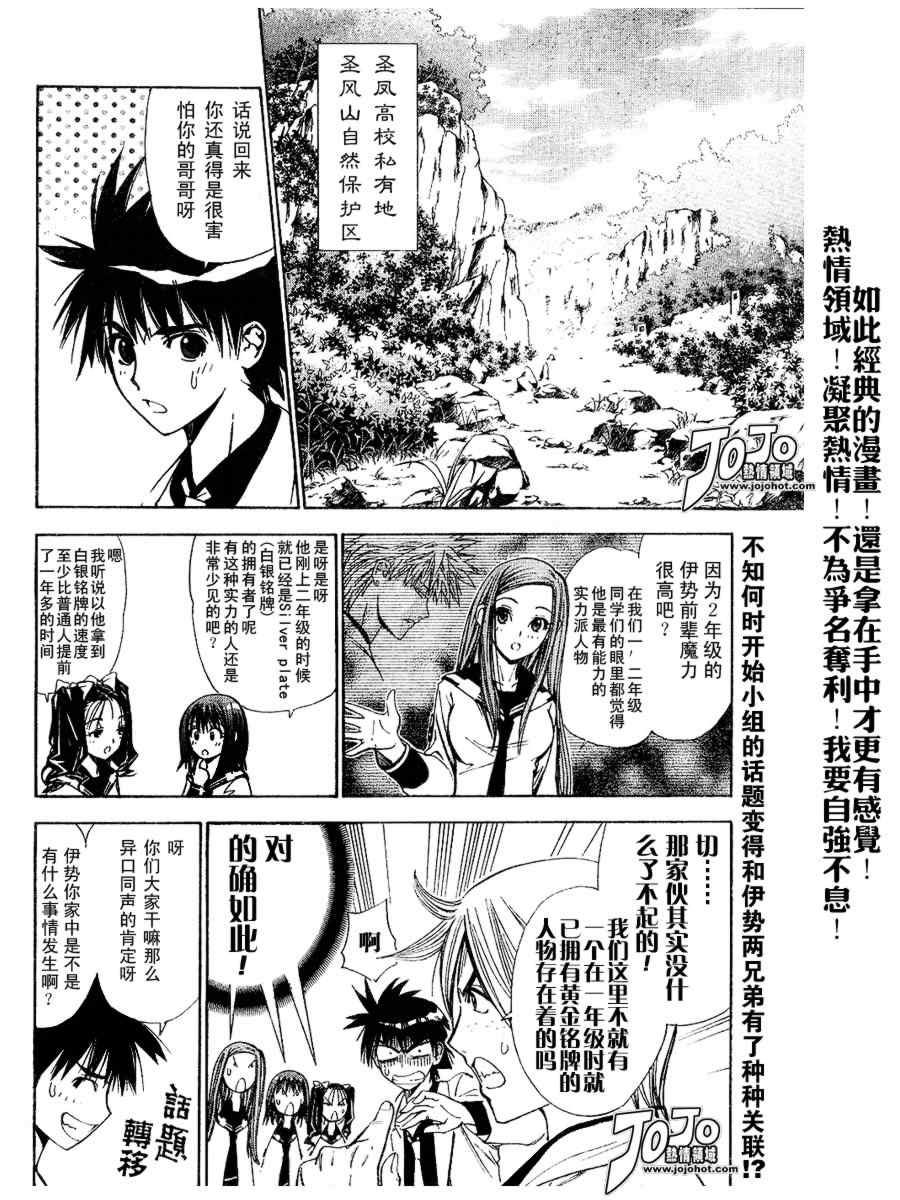 圣凤高校私有地
圣风山自然保护区
话说回来
你还真得是很害
怕你的哥哥呀
JOJO
熱情領域
www.jojohot.com
因为2年级的
伊势前辈魔力
很高吧?
在我们一,二年级
同学们的眼里都觉得
他是最有能力的
实力派人物
是呀是呀
他刚上二年级的时候
就已经是Silver plate
(白银铭牌)
的拥有者了呢
有这种实力的人还是
非常少见的吧?
嗯
我听说以他拿到
白银铭牌的速度
至少比普通人提前
了一年多的时间
切……
那家伙其实没什
么了不起的!
我们这里不就有
一个在一年级时就
已拥有黄金铭牌的
人物存在着的吗
啊
对
的确如此!
呀
你们大家干嘛那么
异口同声的肯定呀
伊势你家中是不是
有什么事情发生啊?
話題
轉移
JOJO
熱情領域
www.jojohot.com
不知何时开始小组的话题变得和伊势两兄弟有了种种关联!?
如此經典的漫畫!還是拿在手中才更有感覺!
熱情領域!凝聚熱情!不為爭名奪利!我要自強不息!